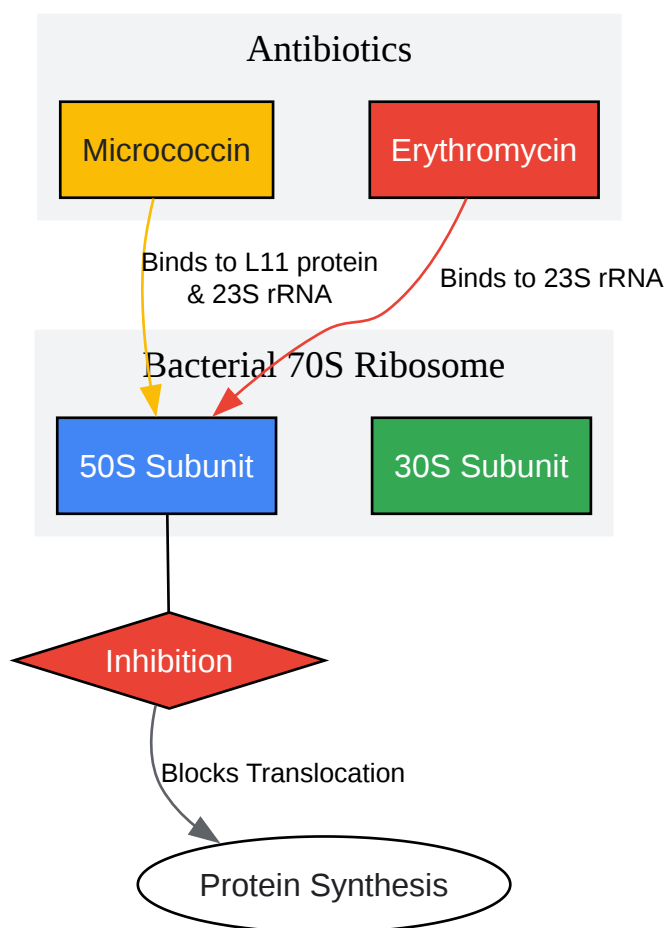 Antibiotics
Micrococcin
Erythromycin
Binds to L11 protein
& 23S rRNA
Binds to 23S rRNA
Bacterial 70S Ribosome
50S Subunit
30S Subunit
Inhibition
Blocks Translocation
Protein Synthesis